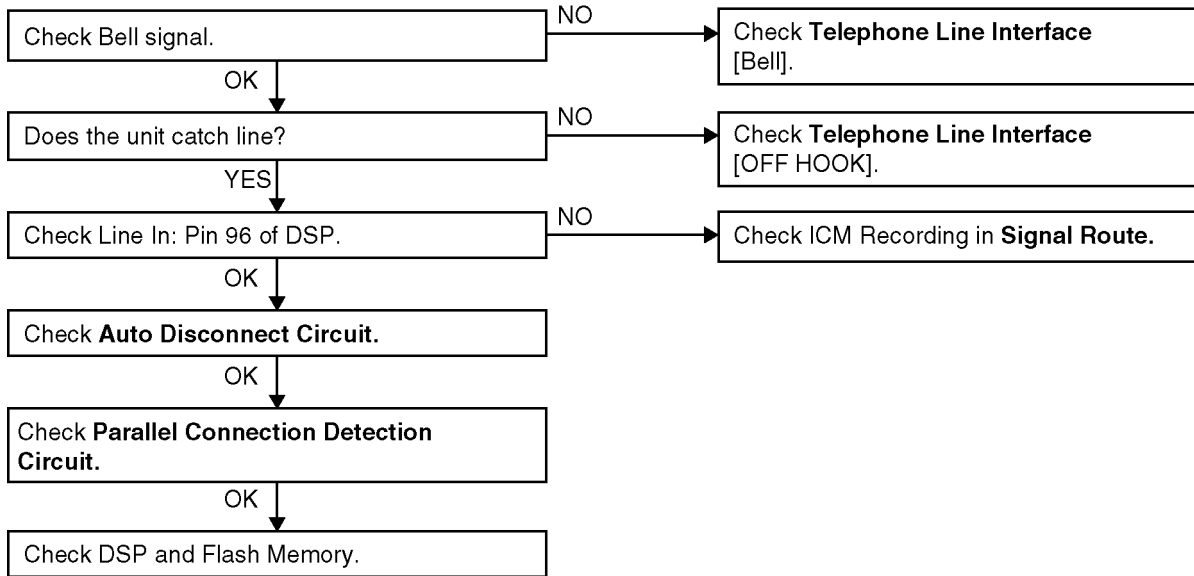 Check Bell signal.
NO
Check Telephone Line Interface
[Bell].
OK
Does the unit catch line?
NO
Check Telephone Line Interface
[OFF HOOK].
YES
Check Line In: Pin 96 of DSP.
NO
Check ICM Recording in Signal Route.
OK
Check Auto Disconnect Circuit.
OK
Check Parallel Connection Detection
Circuit.
OK
Check DSP and Flash Memory.